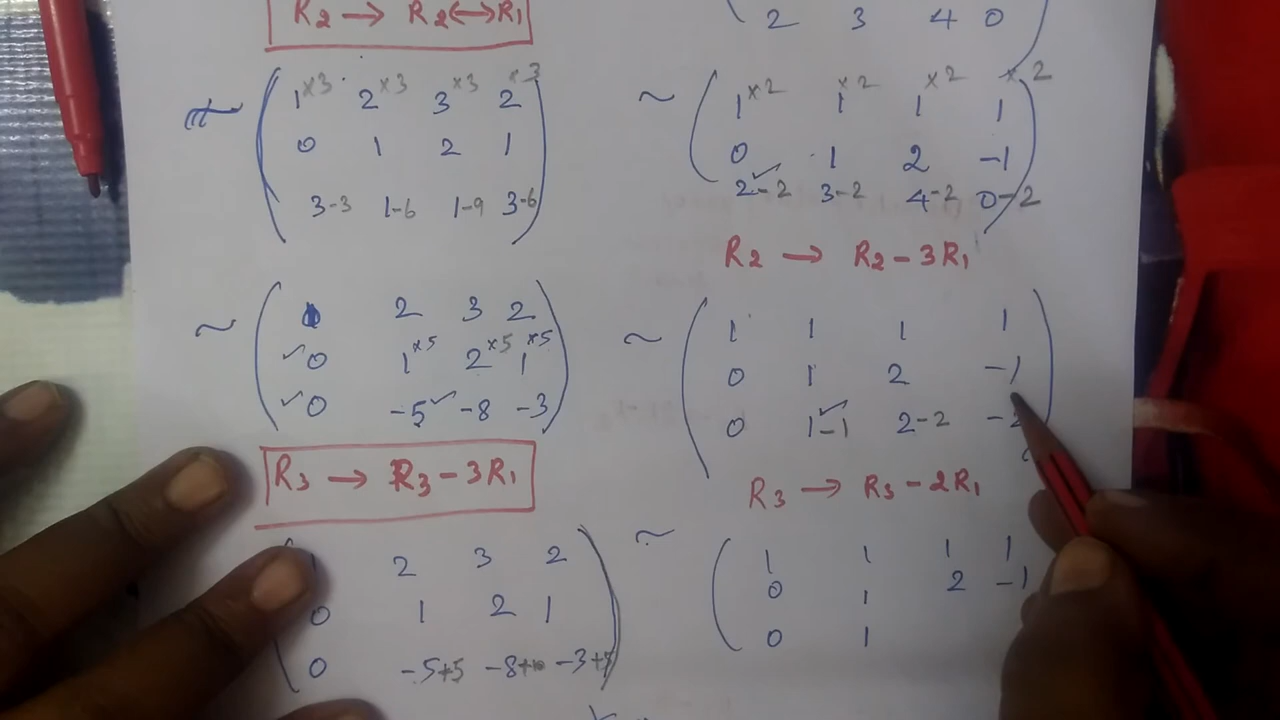 R2 → R2 ↔ R1
1 ×3 2 ×3 3 ×3 2 ×3
0 1 2 1
3-3 1-6 1-9 3-6
~ 2 3 2
✓0 1 ×5 2 ×5 1 ×5
✓0 -5✓ -8 -3
R3 → R3 - 3R1
1 2 3 2
0 1 2 1
0 -5+5 -8+10 -3+5
2 3 4 0
~ 1 ×2 1 ×2 1 ×2 1 ×2
0 1 2 -1
2✓-2 3-2 4-2 0-2
R2 → R2 - 3R1
~ 1 1 1 1
0 1 2 -1
0 1✓-1 2-2 -2
R3 → R3 - 2R1
~ 1 1 1 1
0 1 2 -1
0 1